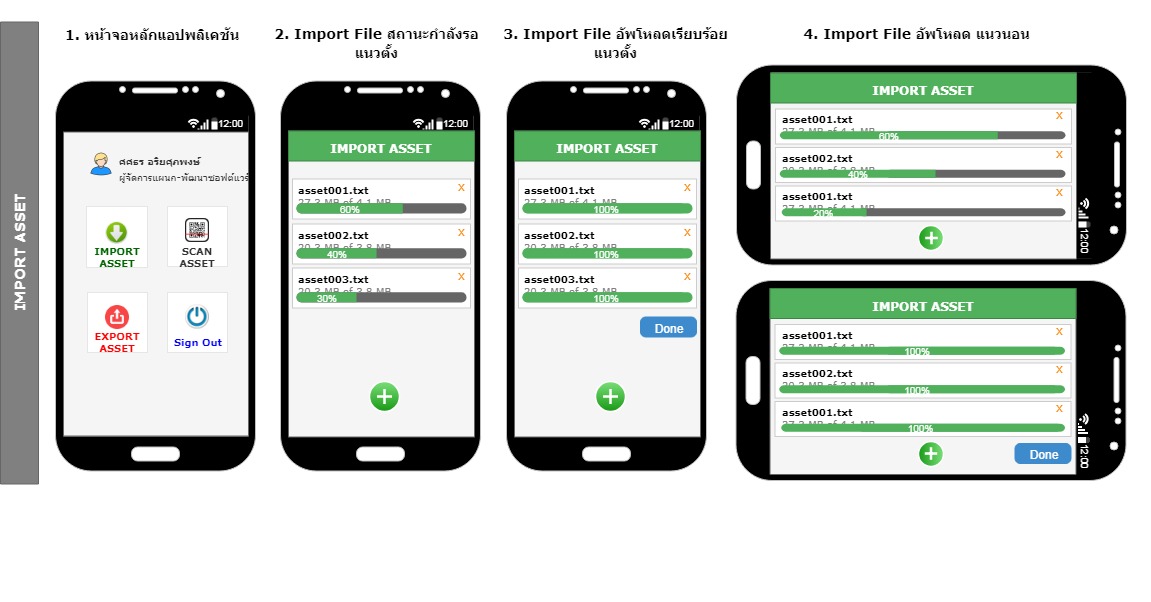 IMPORT ASSET
1. หน้าจอหลักแอปพลิเคชัน
12:00
ศศธร อริยศุภพงษ์
ผู้จัดการแผนก-พัฒนาซอฟต์แวร์
IMPORT
ASSET
SCAN
ASSET
EXPORT
ASSET
Sign Out
2. Import File สถานะกำลังรอ
แนวตั้ง
12:00
IMPORT ASSET
asset001.txt
X
27.3 MB of 4.1 MB
60%
asset002.txt
X
20.3 MB of 3.8 MB
40%
asset003.txt
X
20.3 MB of 3.8 MB
30%
3. Import File อัพโหลดเรียบร้อย
แนวตั้ง
12:00
IMPORT ASSET
asset001.txt
X
27.3 MB of 4.1 MB
100%
asset002.txt
X
20.3 MB of 3.8 MB
100%
asset003.txt
X
20.3 MB of 3.8 MB
100%
Done
4. Import File อัพโหลด แนวนอน
IMPORT ASSET
asset001.txt
X
27.3 MB of 4.1 MB
60%
asset002.txt
X
20.3 MB of 3.8 MB
40%
asset001.txt
X
27.3 MB of 4.1 MB
20%
12:00
IMPORT ASSET
asset001.txt
X
27.3 MB of 4.1 MB
100%
asset002.txt
X
20.3 MB of 3.8 MB
100%
asset001.txt
X
27.3 MB of 4.1 MB
100%
Done
12:00